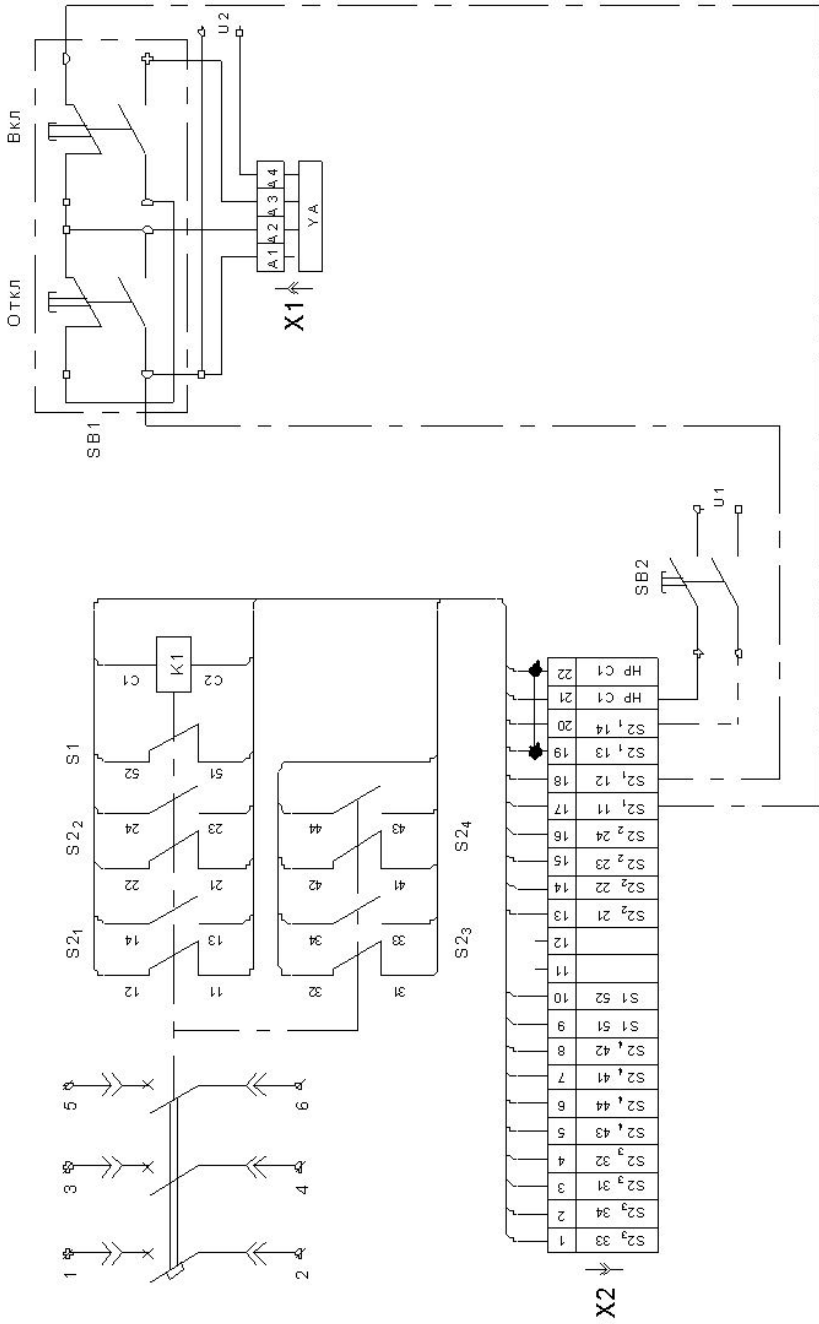 Откл
Вкл
SB1
U2
A1 A2 A3 A4
YA
X1
1 3 5
2 4 6
S2₁ S2₂ S1
12 14 22 24 52 C1
K1
11 13 21 23 51 C2
32 34 42 44
31 33 41 43
S2₃ S2₄
SB2
U1
X2
1 S2₃ 33
2 S2₃ 34
3 S2₃ 31
4 S2₃ 32
5 S2₄ 43
6 S2₄ 44
7 S2₄ 41
8 S2₄ 42
9 S1 51
10 S1 52
11
12
13 S2₂ 21
14 S2₂ 22
15 S2₂ 23
16 S2₂ 24
17 S2₁ 11
18 S2₁ 12
19 S2₁ 13
20 S2₁ 14
21 HP C1
22 HP C1